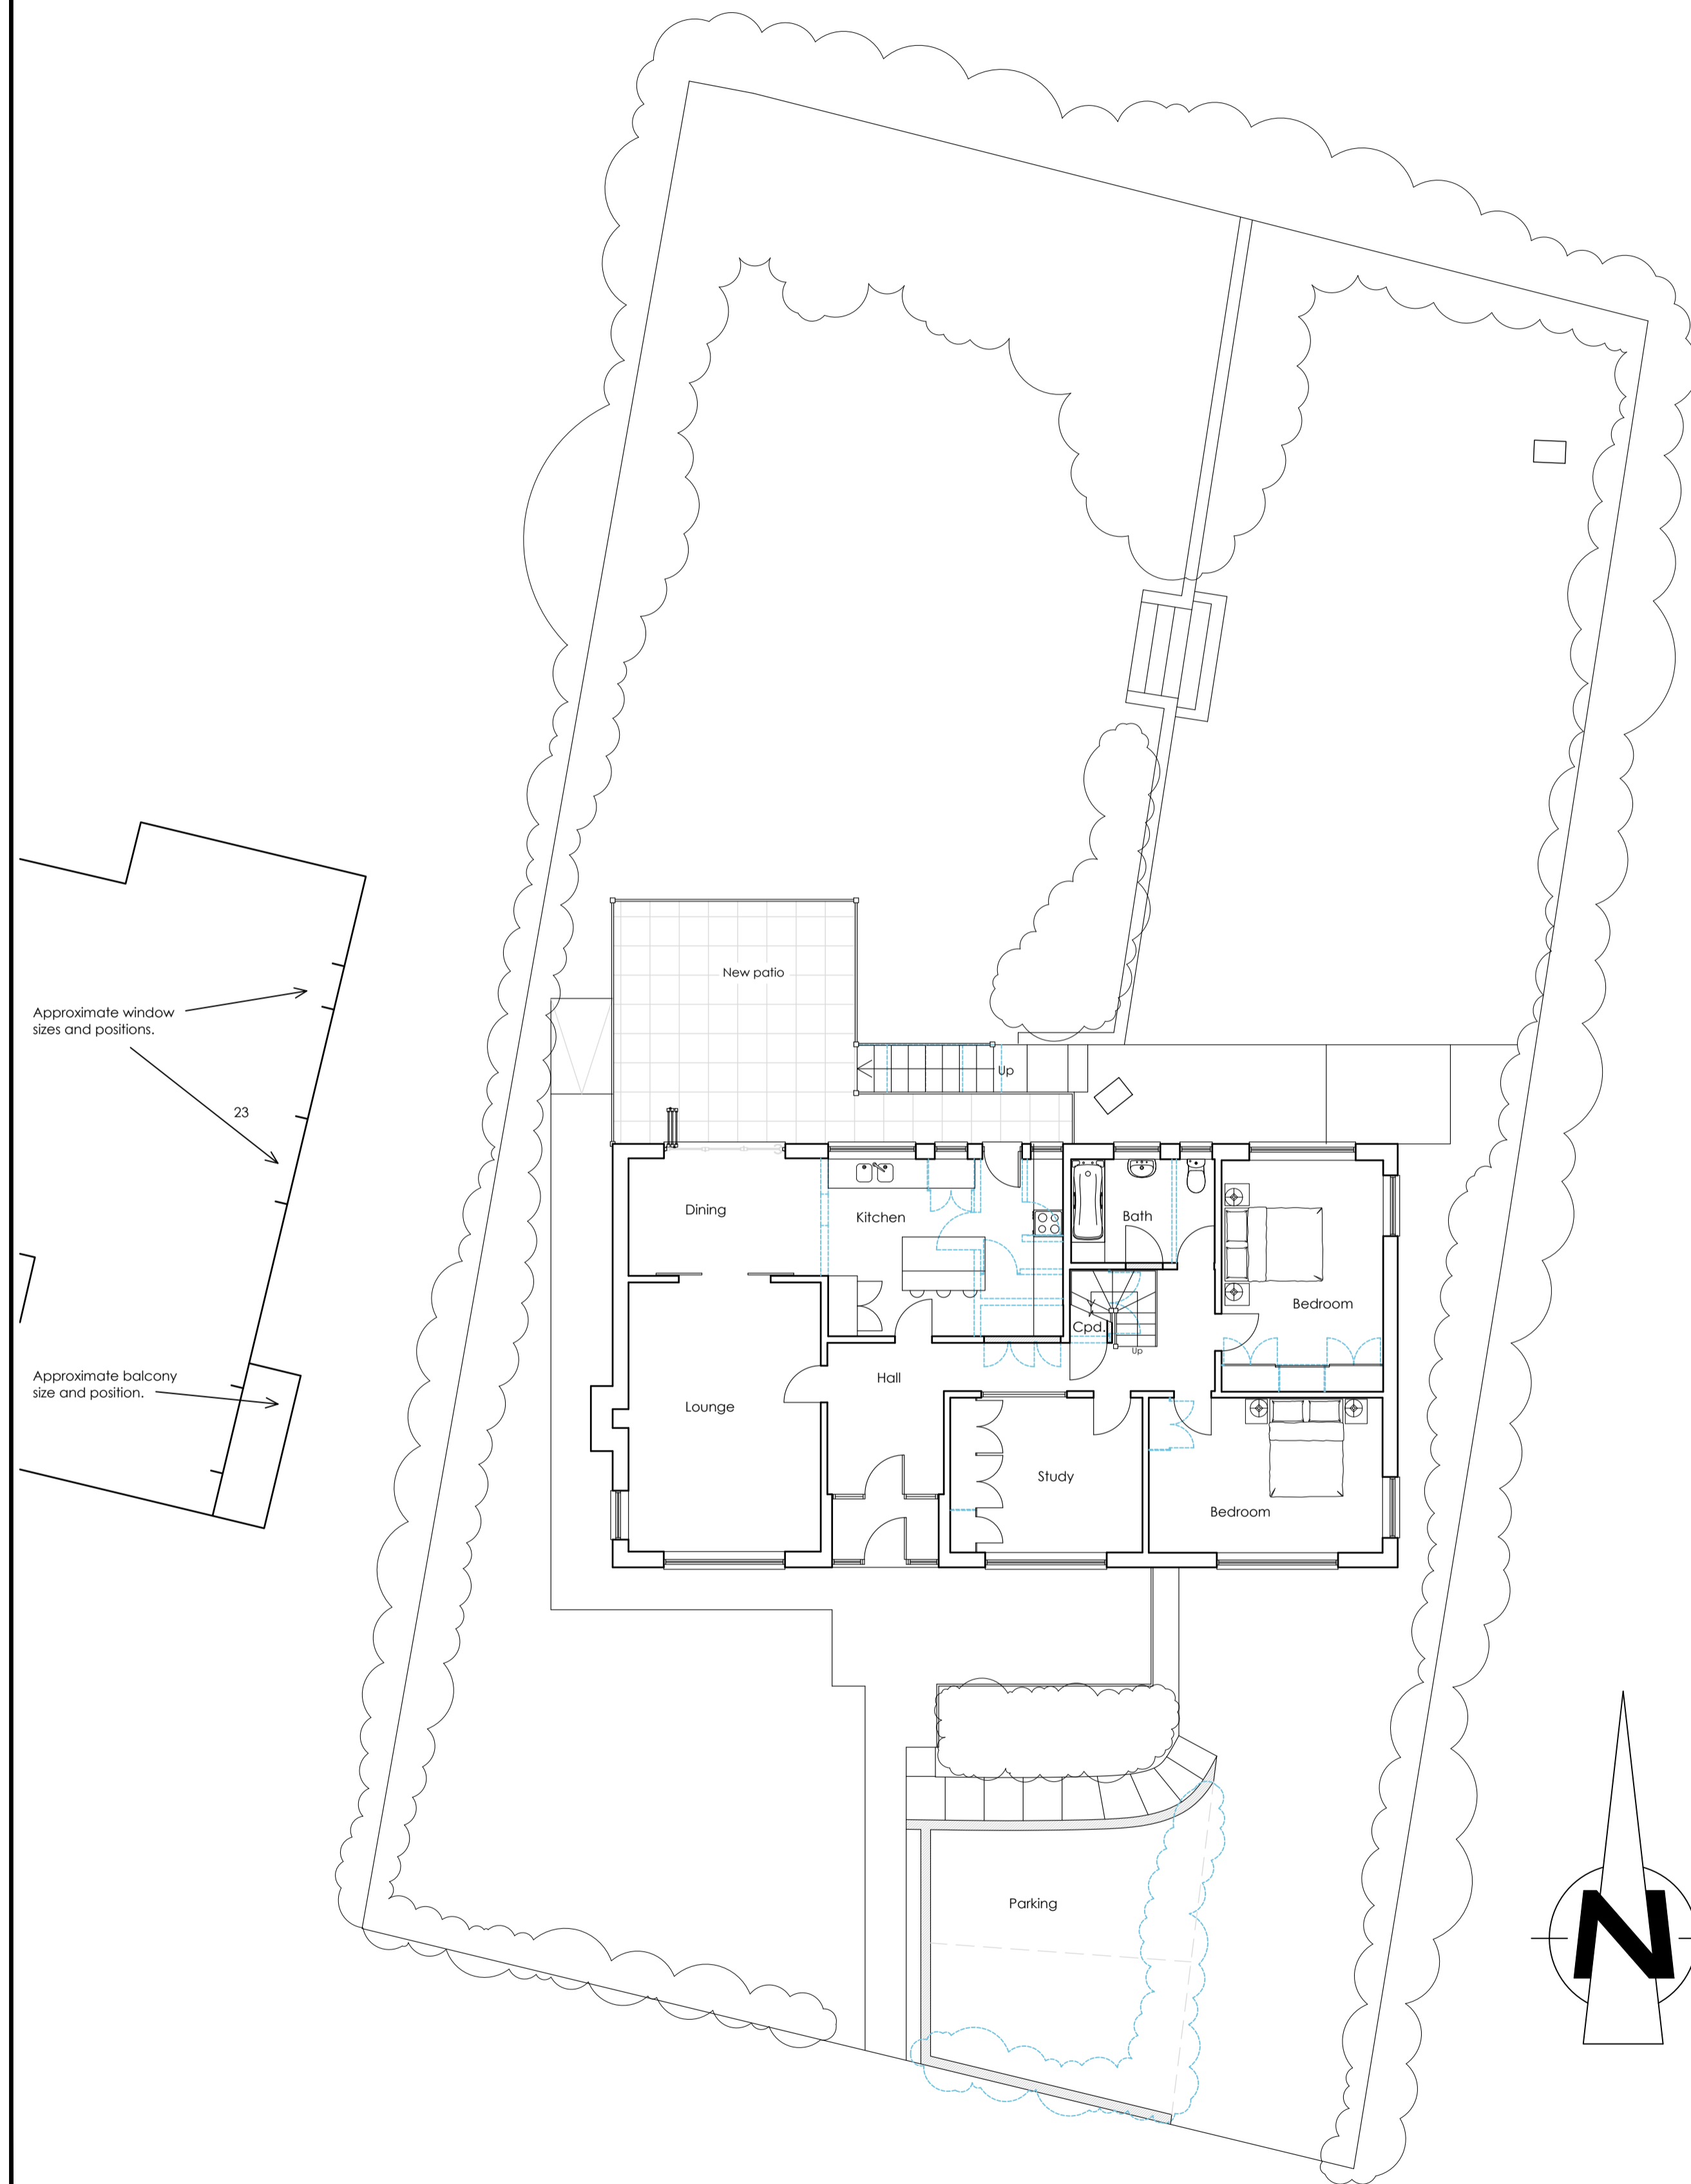 New patio
Approximate window
sizes and positions.
Up
23
Dining
Kitchen
Bath
Bedroom
Cpd.
Up
Approximate balcony
size and position.
Hall
Lounge
Study
Bedroom
Parking
N